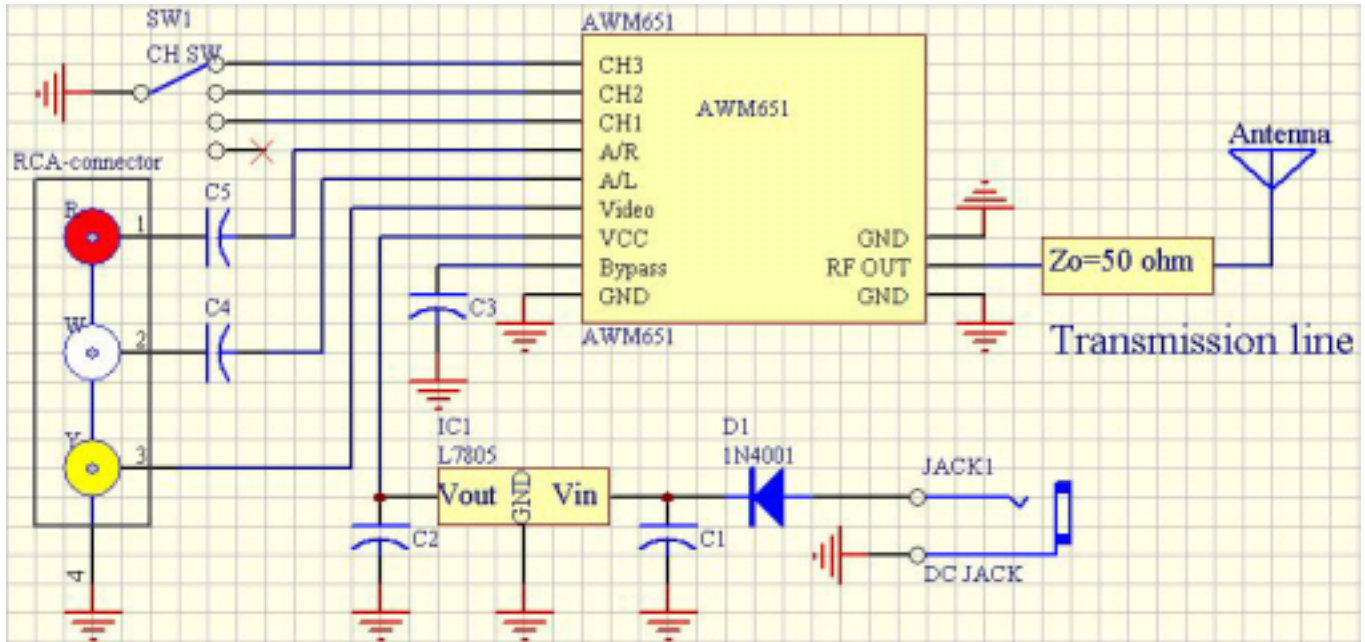 SW1
CH SW
AWM651
CH3
CH2
CH1
A/R
A/L
Video
VCC
Bypass
GND
AWM651
GND
RF OUT
GND
AWM651
Antenna
Zo=50 ohm
Transmission line
RCA-connector
R
1
C5
W
2
C4
Y
3
4
C3
IC1
L7805
Vout
GND
Vin
C2
C1
D1
1N4001
JACK1
DC JACK